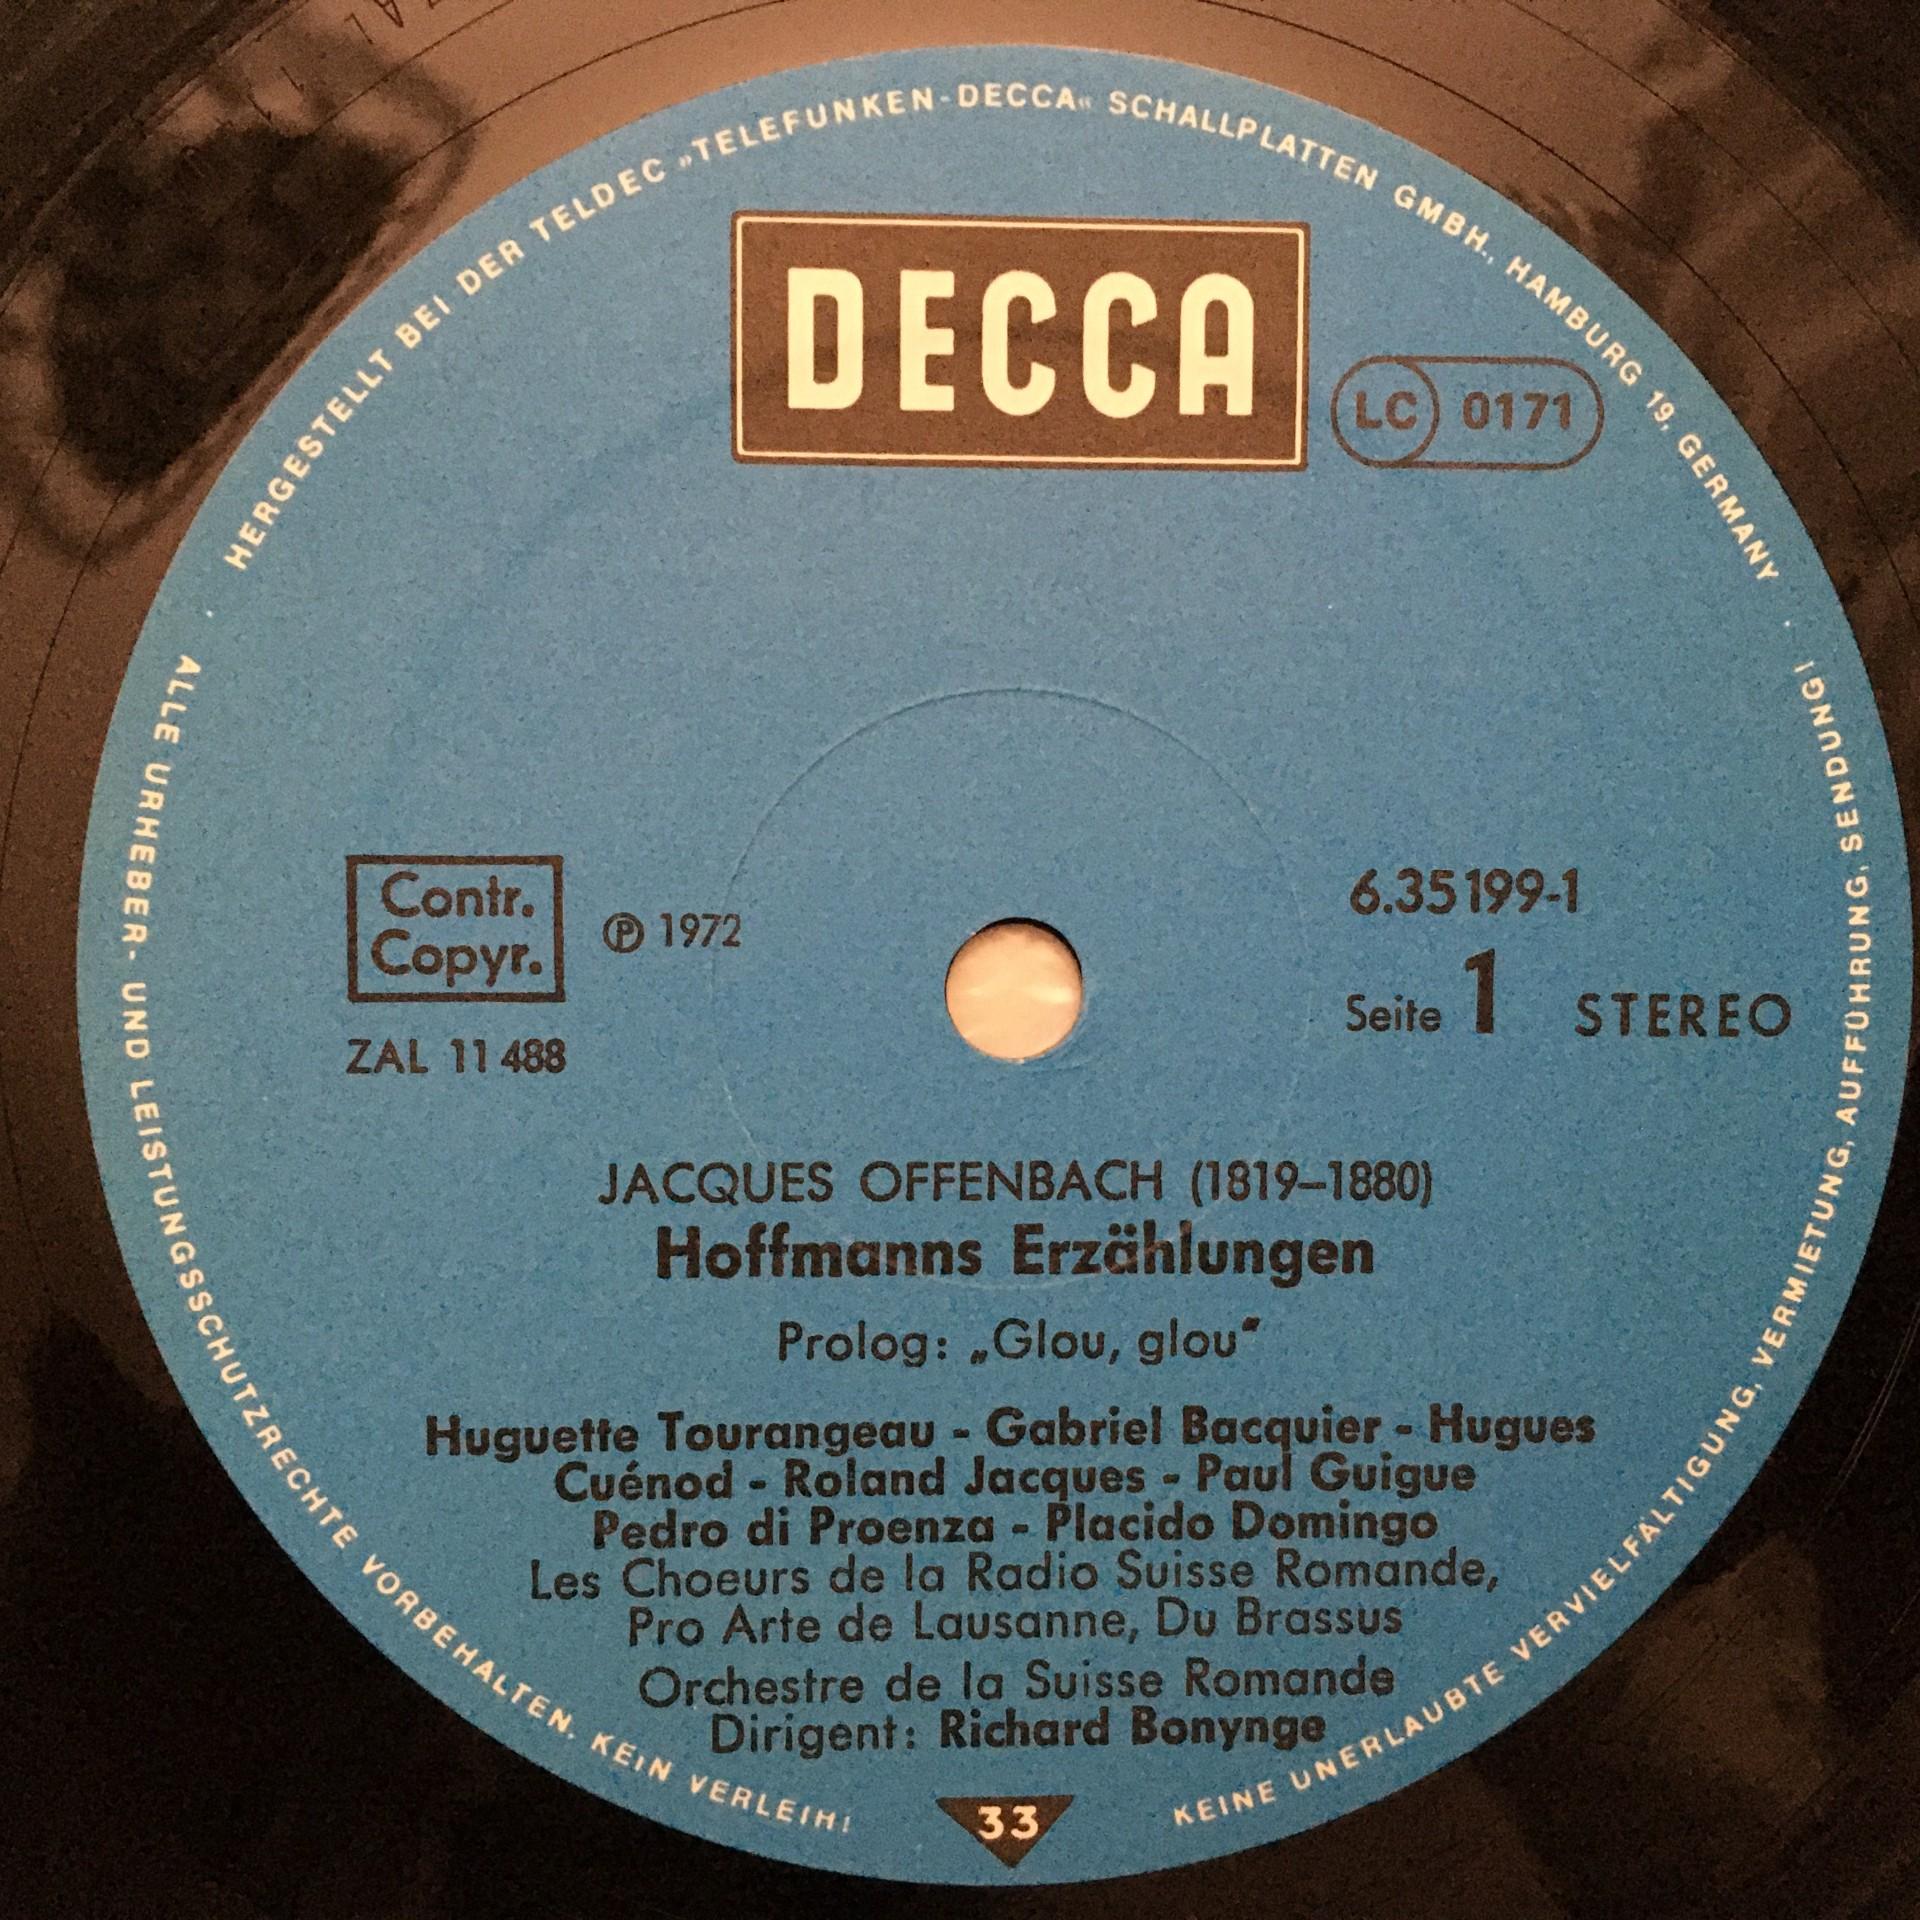 HERGESTELLT BEI DER TELDEC »TELEFUNKEN-DECCA« SCHALLPLATTEN GMBH., HAMBURG 19, GERMANY
DECCA
LC 0171
Contr.
Copyr.
℗ 1972
ZAL 11 488
6.35199-1
Seite 1 STEREO
JACQUES OFFENBACH (1819–1880)
Hoffmanns Erzählungen
Prolog: „Glou, glou“
Huguette Tourangeau - Gabriel Bacquier - Hugues
Cuénod - Roland Jacques - Paul Guigue
Pedro di Proenza - Placido Domingo
Les Choeurs de la Radio Suisse Romande,
Pro Arte de Lausanne, Du Brassus
Orchestre de la Suisse Romande
Dirigent: Richard Bonynge
33
ALLE URHEBER- UND LEISTUNGSSCHUTZRECHTE VORBEHALTEN. KEIN VERLEIH!
KEINE UNERLAUBTE VERVIELFÄLTIGUNG, VERMIETUNG, AUFFÜHRUNG, SENDUNG!